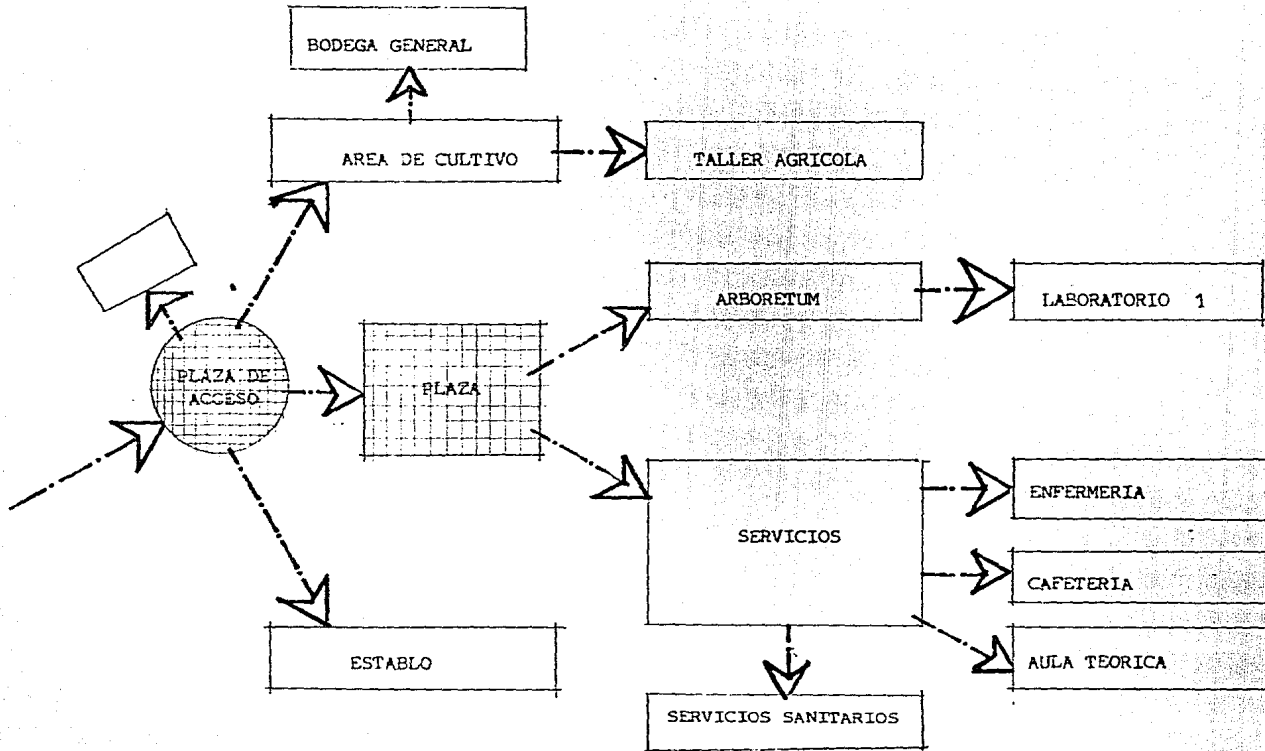 BODEGA GENERAL
AREA DE CULTIVO
TALLER AGRICOLA
ARBORETUM
LABORATORIO 1
PLAZA DE
ACCESO
PLAZA
SERVICIOS
ENFERMERIA
CAFETERIA
AULA TEORICA
ESTABLO
SERVICIOS SANITARIOS